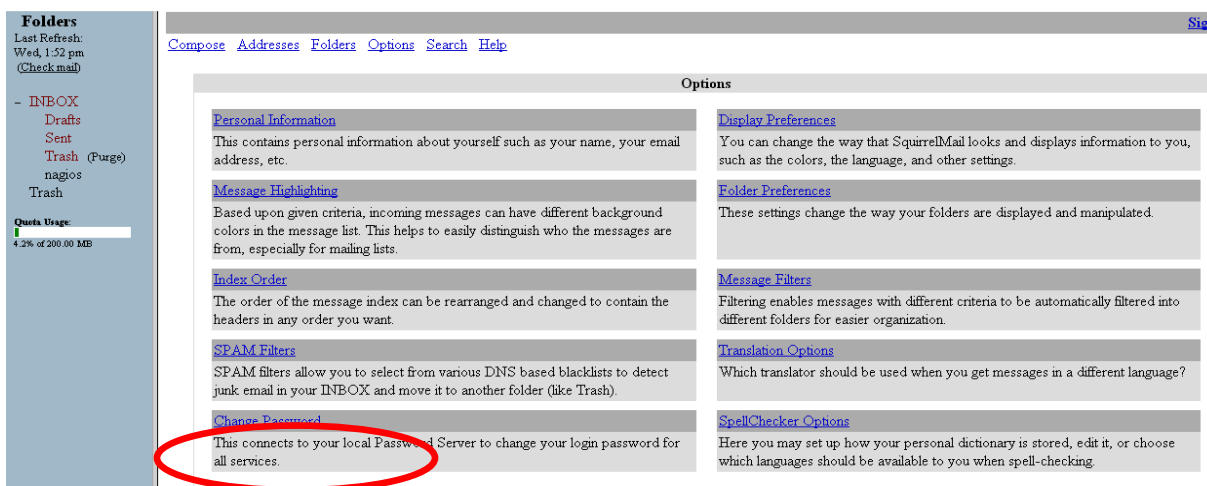 Folders
Last Refresh:
Wed, 1:52 pm
(Check mail)
– INBOX
Drafts
Sent
Trash (Purge)
nagios
Trash
Quota Usage:
4.2% of 200.00 MB
Sig
Compose Addresses Folders Options Search Help
Options
Personal Information
This contains personal information about yourself such as your name, your email
address, etc.
Display Preferences
You can change the way that SquirrelMail looks and displays information to you,
such as the colors, the language, and other settings.
Message Highlighting
Based upon given criteria, incoming messages can have different background
colors in the message list. This helps to easily distinguish who the messages are
from, especially for mailing lists.
Folder Preferences
These settings change the way your folders are displayed and manipulated.
Index Order
The order of the message index can be rearranged and changed to contain the
headers in any order you want.
Message Filters
Filtering enables messages with different criteria to be automatically filtered into
different folders for easier organization.
SPAM Filters
SPAM filters allow you to select from various DNS based blacklists to detect
junk email in your INBOX and move it to another folder (like Trash).
Translation Options
Which translator should be used when you get messages in a different language?
Change Password
This connects to your local Password Server to change your login password for
all services.
SpellChecker Options
Here you may set up how your personal dictionary is stored, edit it, or choose
which languages should be available to you when spell-checking.